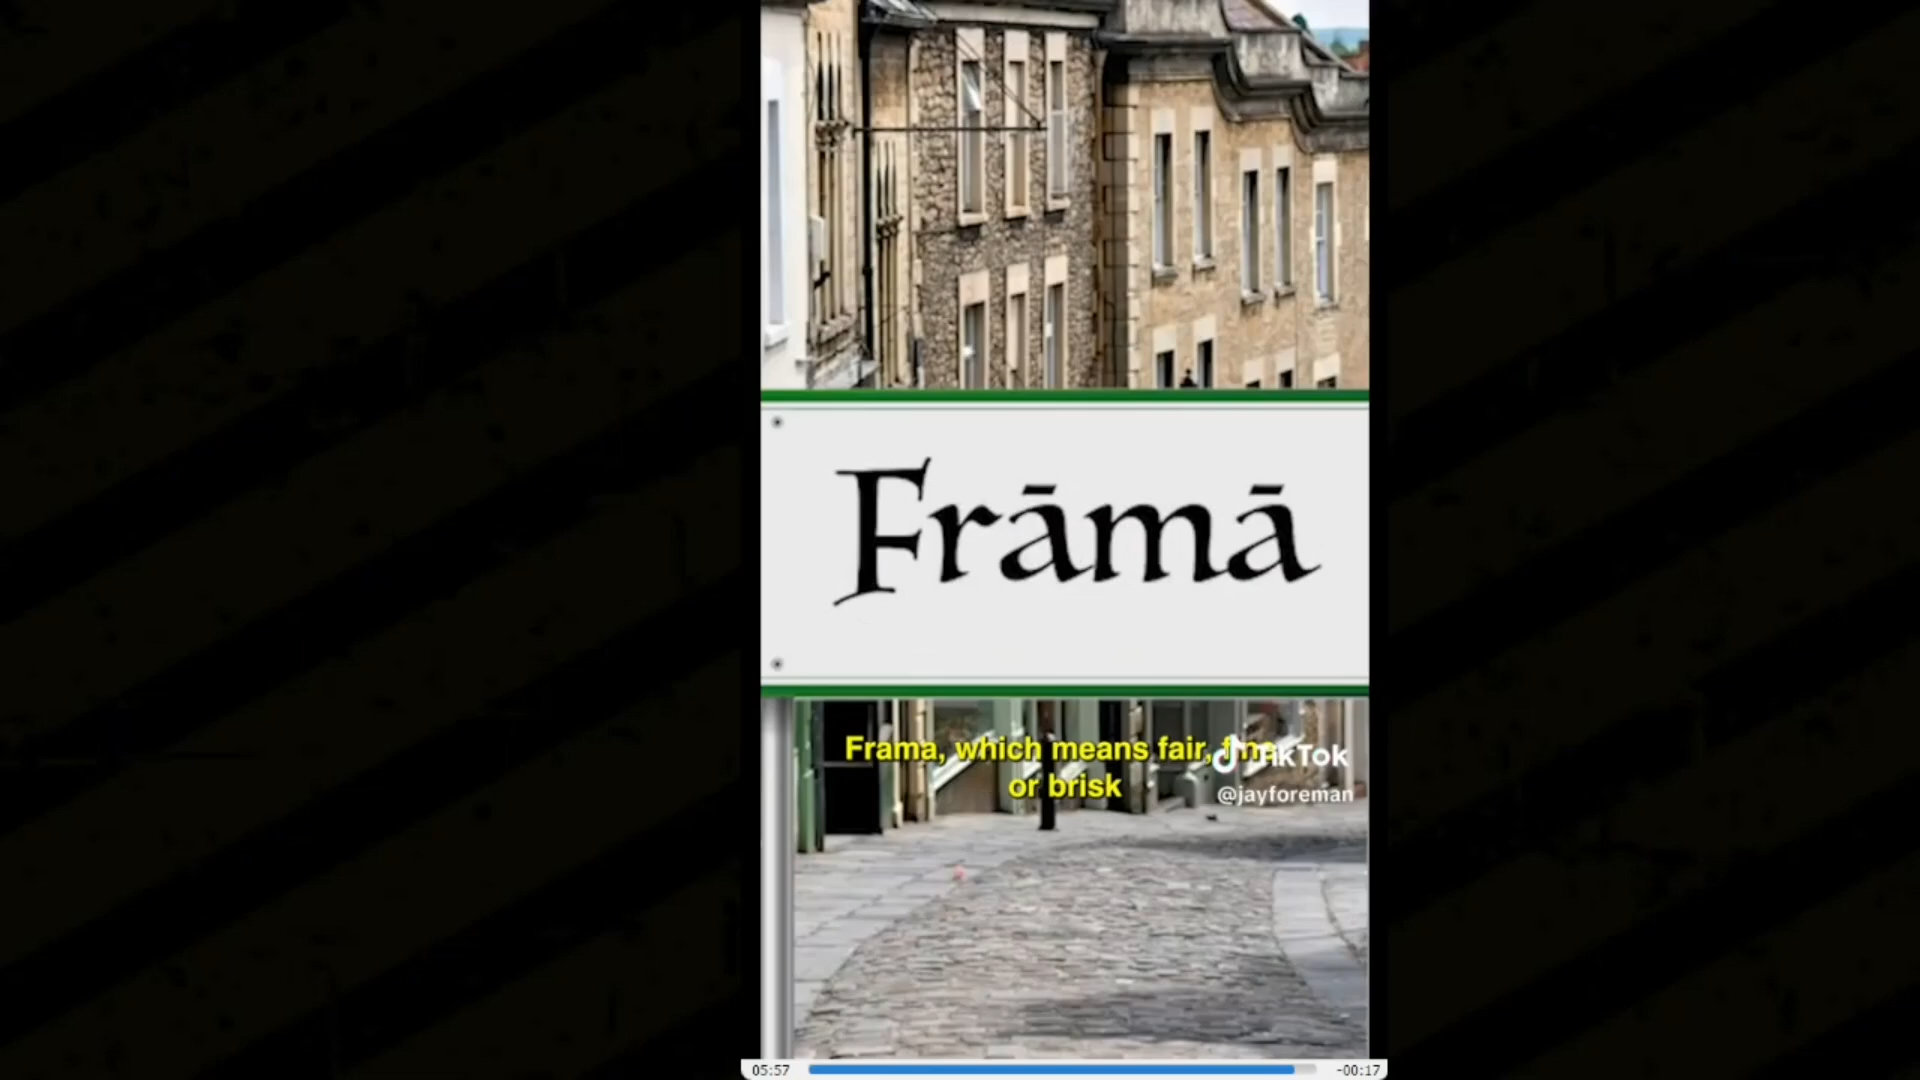 Frāmā
Frama, which means fair,
or brisk
TikTok
@jayforeman
05:57
-00:17